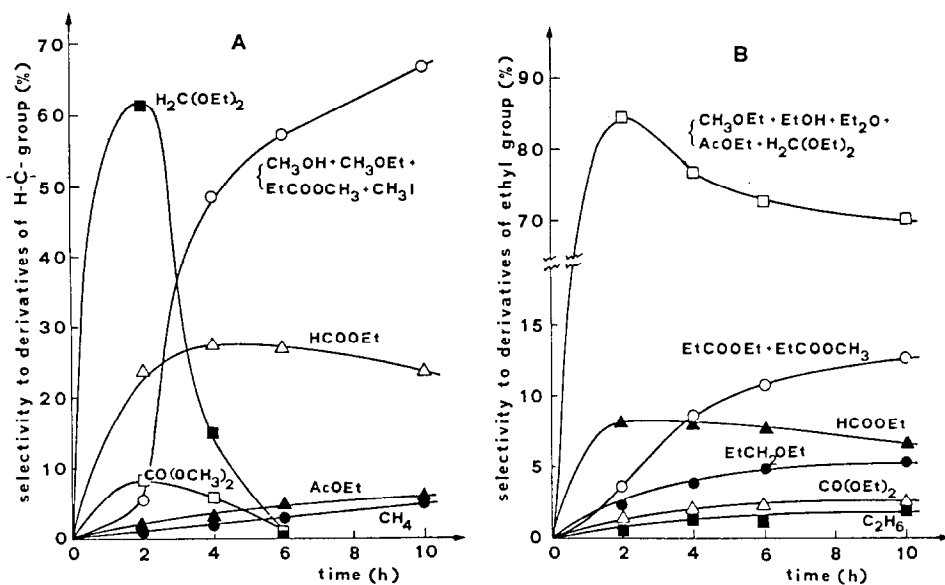 A
selectivity to derivatives of H-C- group (%)
70
60
50
40
30
20
10
0
0 2 4 6 8 10
time (h)
H2C(OEt)2
{ CH3OH + CH3OEt +
EtCOOCH3 + CH3I
HCOOEt
CO(OCH3)2
AcOEt
CH4
B
selectivity to derivatives of ethyl group (%)
90
80
70
15
10
5
0
0 2 4 6 8 10
time (h)
{ CH3OEt + EtOH + Et2O +
AcOEt + H2C(OEt)2
EtCOOEt + EtCOOCH3
HCOOEt
EtCH2OEt
CO(OEt)2
C2H6